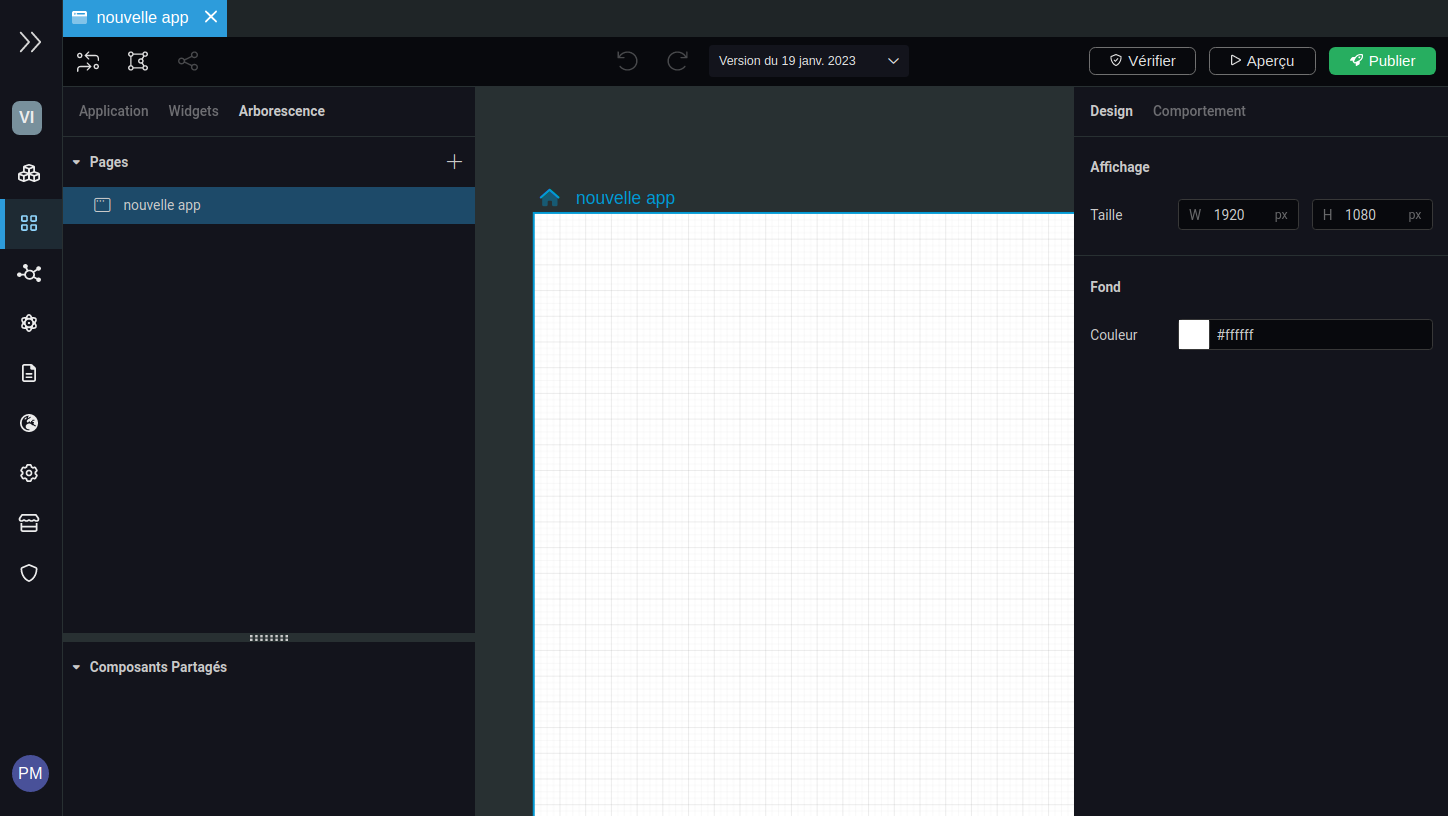 nouvelle app
Version du 19 janv. 2023
Vérifier
Aperçu
Publier
VI
PM
Application Widgets Arborescence
Pages
nouvelle app
Composants Partagés
nouvelle app
Design Comportement
Affichage
Taille W 1920 px H 1080 px
Fond
Couleur #ffffff